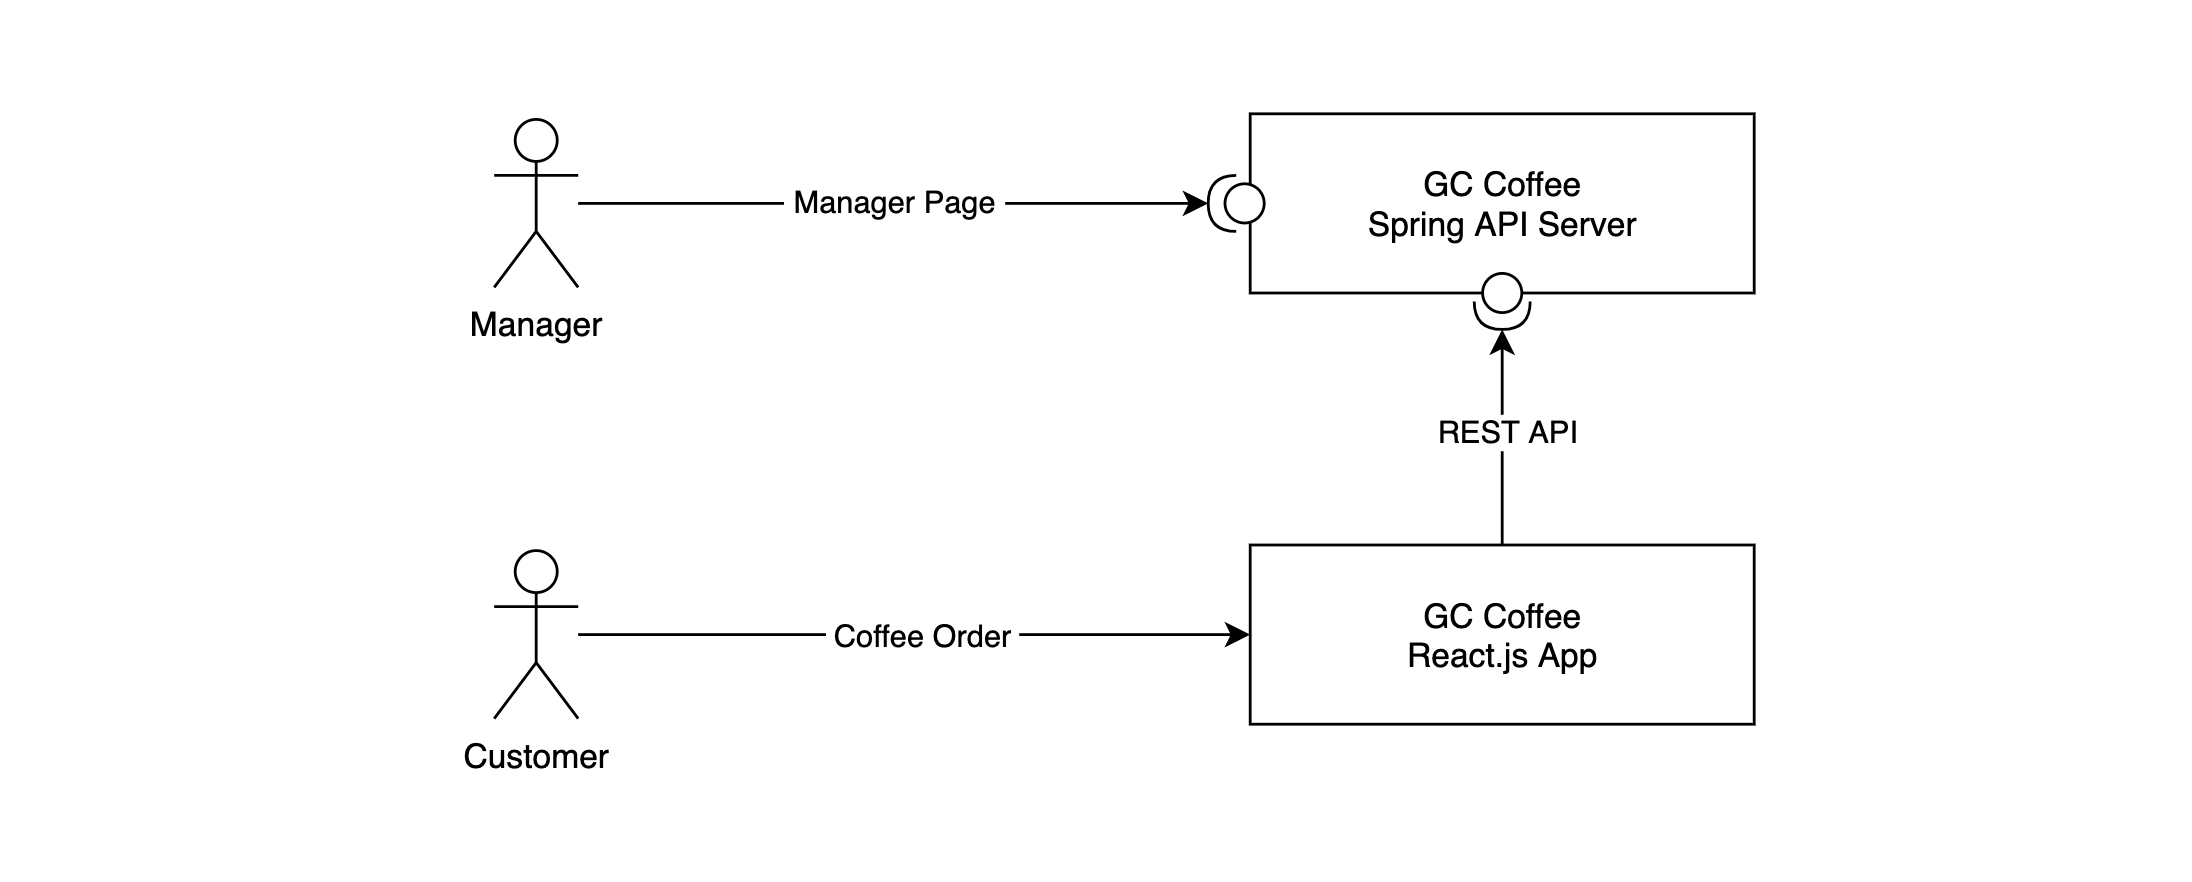 GC Coffee
Spring API Server
Manager Page
Manager
REST API
GC Coffee
React.js App
Coffee Order
Customer